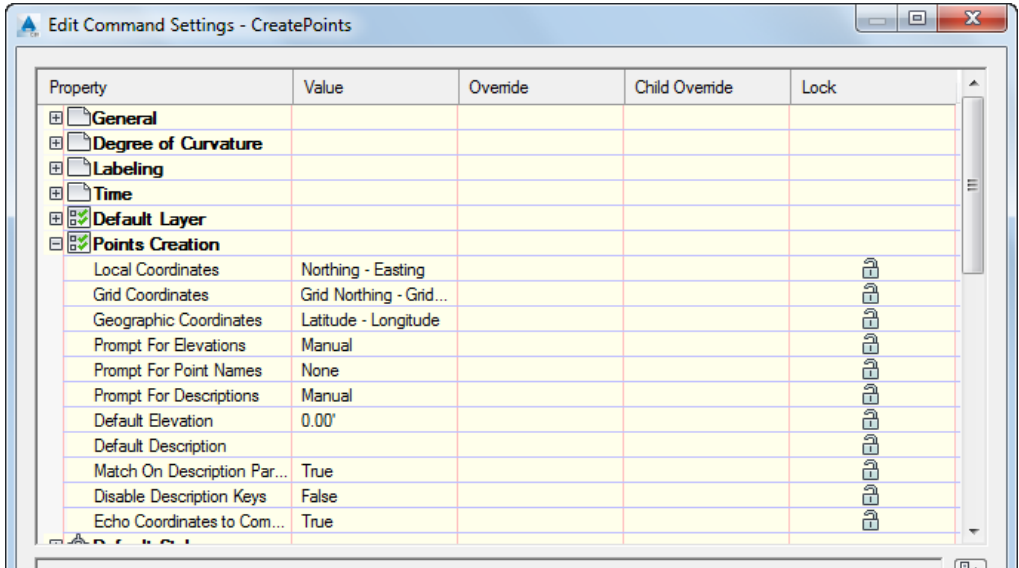 Edit Command Settings - CreatePoints
Property Value Override Child Override Lock
General
Degree of Curvature
Labeling
Time
Default Layer
Points Creation
Local Coordinates Northing - Easting
Grid Coordinates Grid Northing - Grid...
Geographic Coordinates Latitude - Longitude
Prompt For Elevations Manual
Prompt For Point Names None
Prompt For Descriptions Manual
Default Elevation 0.00'
Default Description
Match On Description Par... True
Disable Description Keys False
Echo Coordinates to Com... True